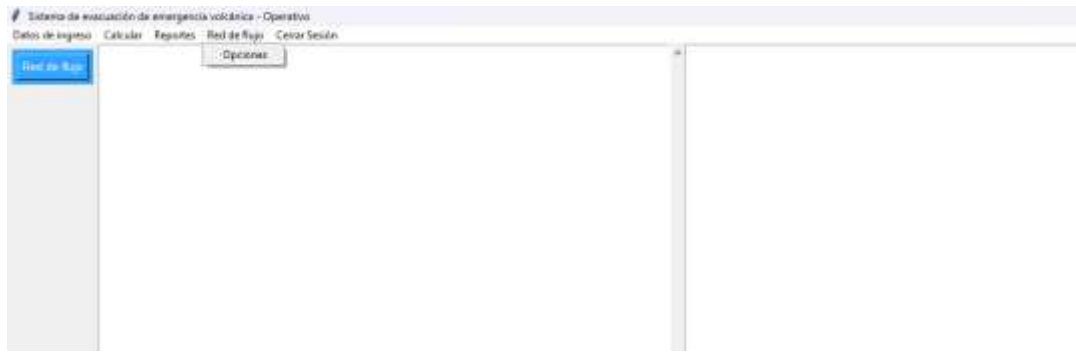 Sistema de evacuación de emergencia volcánica - Operativo
Datos de ingreso Calcular Reportes Red de flujo Cerrar Sesión
Opciones
Red de flujo